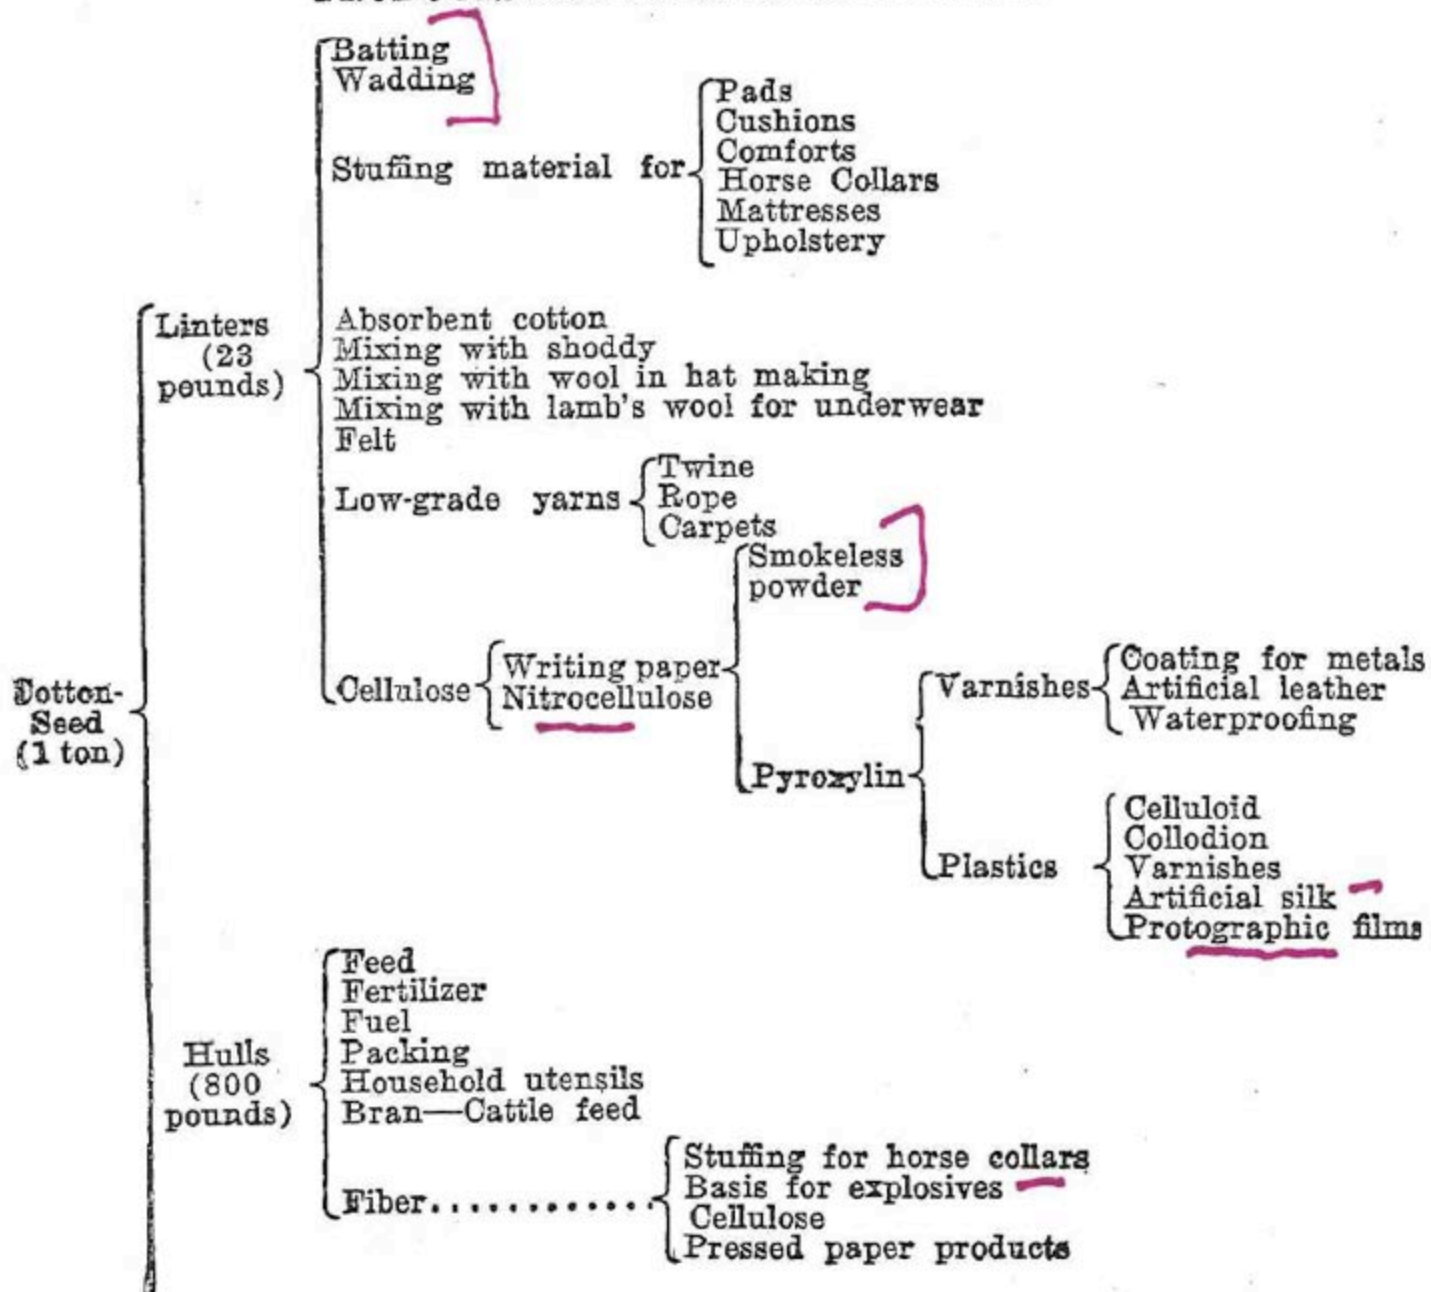 Batting
Wadding
Stuffing material for
Pads
Cushions
Comforts
Horse Collars
Mattresses
Upholstery
Linters
(23
pounds)
Absorbent cotton
Mixing with shoddy
Mixing with wool in hat making
Mixing with lamb's wool for underwear
Felt
Low-grade yarns
Twine
Rope
Carpets
Cotton-
Seed
(1 ton)
Cellulose
Writing paper
Nitrocellulose
Smokeless
powder
Pyroxylin
Varnishes
Coating for metals
Artificial leather
Waterproofing
Plastics
Celluloid
Collodion
Varnishes
Artificial silk
Protographic films
Hulls
(800
pounds)
Feed
Fertilizer
Fuel
Packing
Household utensils
Bran—Cattle feed
Fiber............
Stuffing for horse collars
Basis for explosives
Cellulose
Pressed paper products